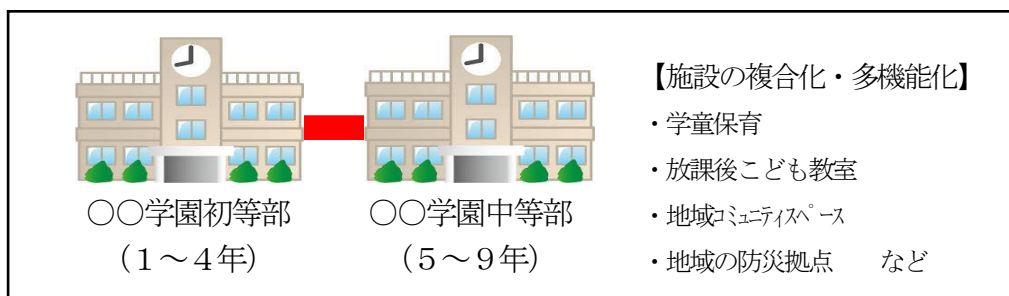 ○○学園初等部
(1~4年)
○○学園中等部
(5~9年)
【施設の複合化・多機能化】
・学童保育
・放課後こども教室
・地域ｺﾐｭﾆﾃｨｽﾍﾟｰｽ
・地域の防災拠点　など